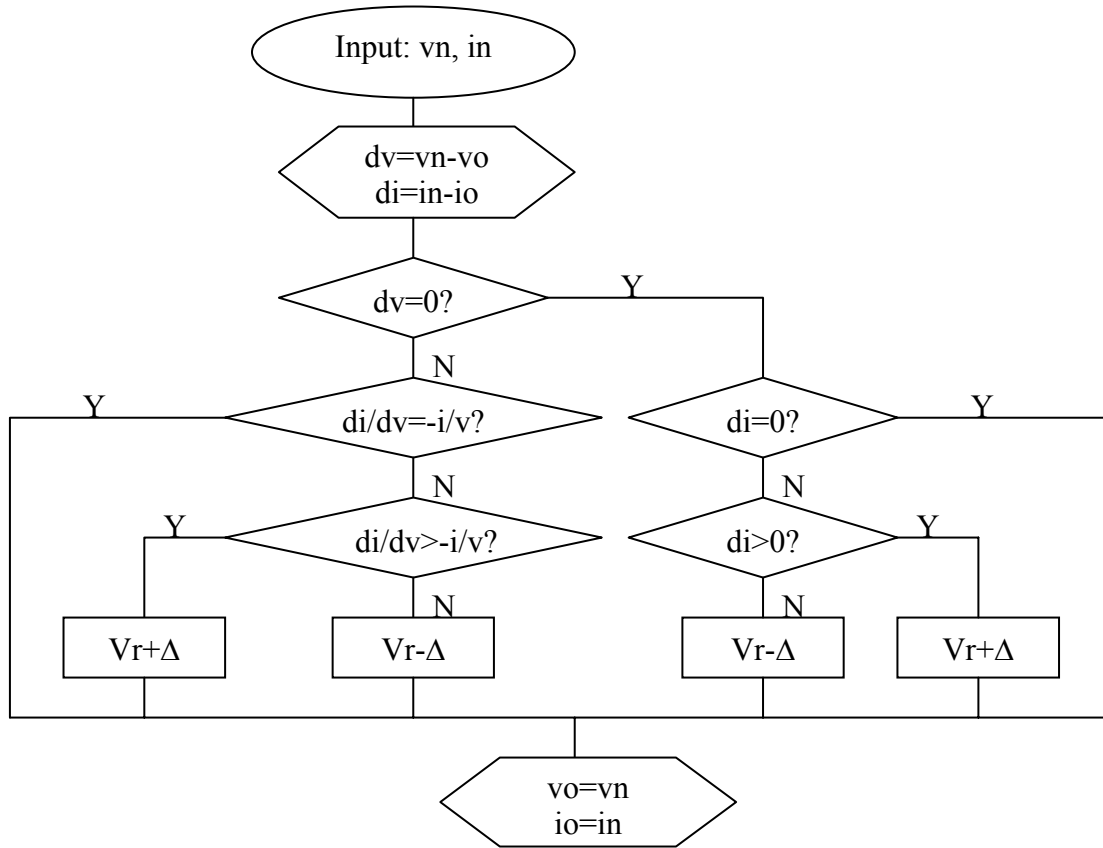 Input: vn, in
dv=vn-vo
di=in-io
dv=0?
Y
N
Y
di/dv=-i/v?
di=0?
Y
N
N
Y
di/dv>-i/v?
di>0?
Y
N
N
Vr+Δ
Vr-Δ
Vr-Δ
Vr+Δ
vo=vn
io=in